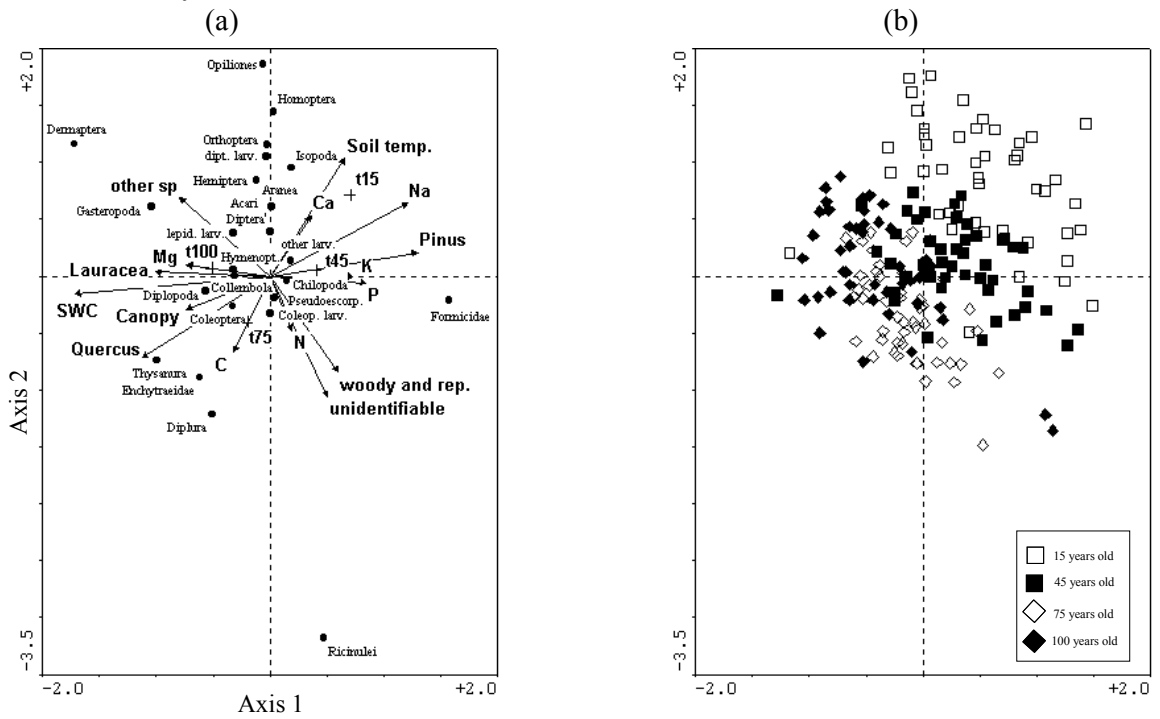 (a)
(b)
+2.0
Opiliones
Homoptera
Dermaptera
Orthoptera
dipt. larv.
Isopoda
Soil temp.
t15
Hemiptera
Aranea
other sp
Na
Acari
Ca
Gasteropoda
Diptera
lepid. larv.
other larv.
Pinus
t100
Hymenopt.
t45
Mg
K
Lauracea
Collembola
Chilopoda
P
Diplopoda
Pseudoescorp.
SWC
Canopy
Coleoptera
Coleop. larv.
Formicidae
t75
N
Quercus
C
Thysanura
woody and rep.
Enchytraeidae
unidentifiable
Diplura
Axis 2
Ricinulei
-3.5
-2.0
+2.0
Axis 1
+2.0
15 years old
45 years old
75 years old
100 years old
-3.5
-2.0
+2.0